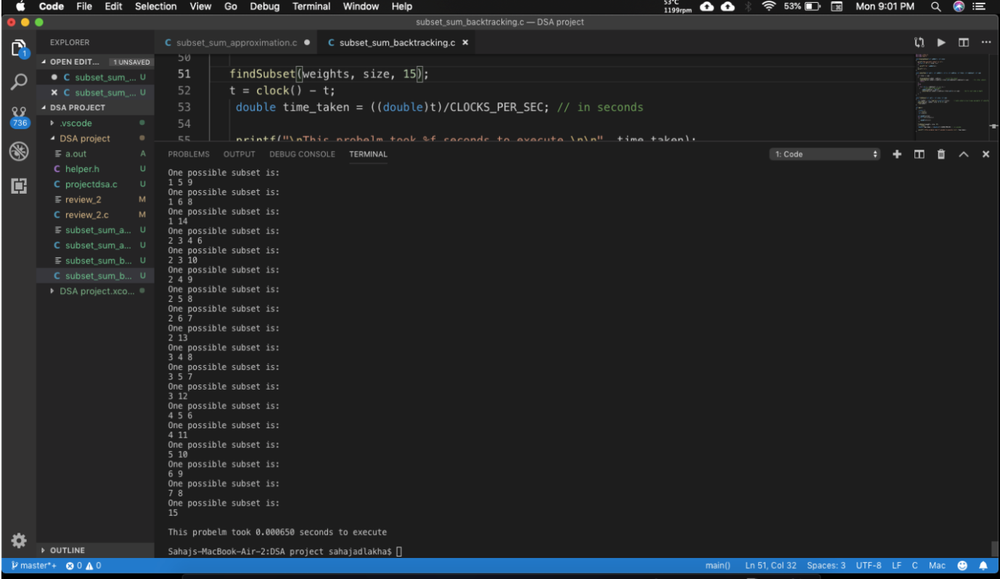 Code File Edit Selection View Go Debug Terminal Window Help 53°C 1199rpm 53% Mon 9:01 PM
subset_sum_backtracking.c — DSA project
EXPLORER
OPEN EDIT... 1 UNSAVED
C subset_sum_... U
C subset_sum_... U
DSA PROJECT
.vscode
DSA project
a.out A
C helper.h U
C projectdsa.c U
review_2 M
C review_2.c M
subset_sum_a... U
C subset_sum_a... U
subset_sum_b... U
C subset_sum_b... U
DSA project.xco...
OUTLINE
1
736
C subset_sum_approximation.c C subset_sum_backtracking.c
50
51 findSubset(weights, size, 15);
52 t = clock() - t;
53 double time_taken = ((double)t)/CLOCKS_PER_SEC; // in seconds
54
55 printf("\nThis probelm took %f seconds to execute \n\n", time_taken);
PROBLEMS OUTPUT DEBUG CONSOLE TERMINAL 1: Code
One possible subset is:
1 5 9
One possible subset is:
1 6 8
One possible subset is:
1 14
One possible subset is:
2 3 4 6
One possible subset is:
2 3 10
One possible subset is:
2 4 9
One possible subset is:
2 5 8
One possible subset is:
2 6 7
One possible subset is:
2 13
One possible subset is:
3 4 8
One possible subset is:
3 5 7
One possible subset is:
3 12
One possible subset is:
4 5 6
One possible subset is:
4 11
One possible subset is:
5 10
One possible subset is:
6 9
One possible subset is:
7 8
One possible subset is:
15
This probelm took 0.000650 seconds to execute
Sahajs-MacBook-Air-2:DSA project sahajadlakha$
master*+ 0 0 main() Ln 51, Col 32 Spaces: 3 UTF-8 LF C Mac